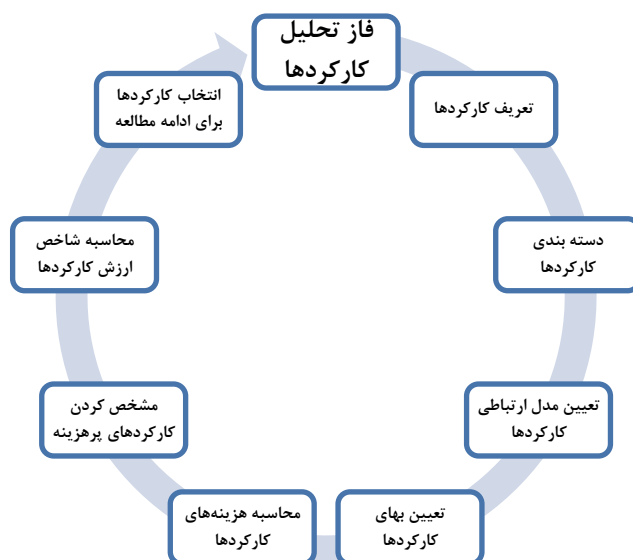 فاز تحلیل
کارکردها
تعریف کارکردها
دسته بندی
کارکردها
تعیین مدل ارتباطی
کارکردها
تعیین بهای
کارکردها
محاسبه هزینه‌های
کارکردها
مشخص کردن
کارکردهای پرهزینه
محاسبه شاخص
ارزش کارکردها
انتخاب کارکردها
برای ادامه مطالعه